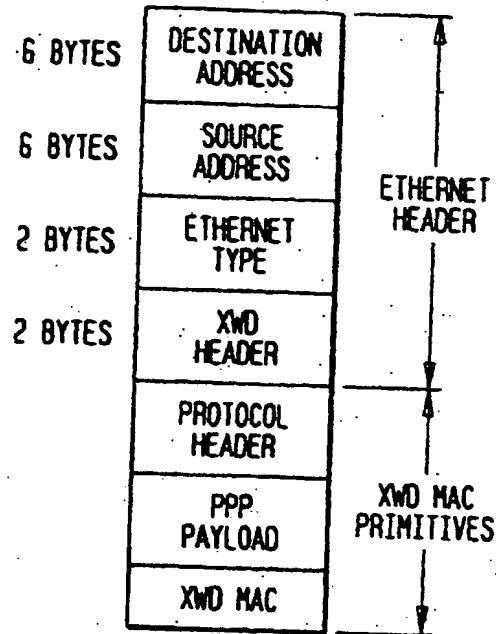 6 BYTES
DESTINATION
ADDRESS
6 BYTES
SOURCE
ADDRESS
2 BYTES
ETHERNET
TYPE
2 BYTES
XWD
HEADER
ETHERNET
HEADER
PROTOCOL
HEADER
PPP
PAYLOAD
XWD MAC
XWD MAC
PRIMITIVES